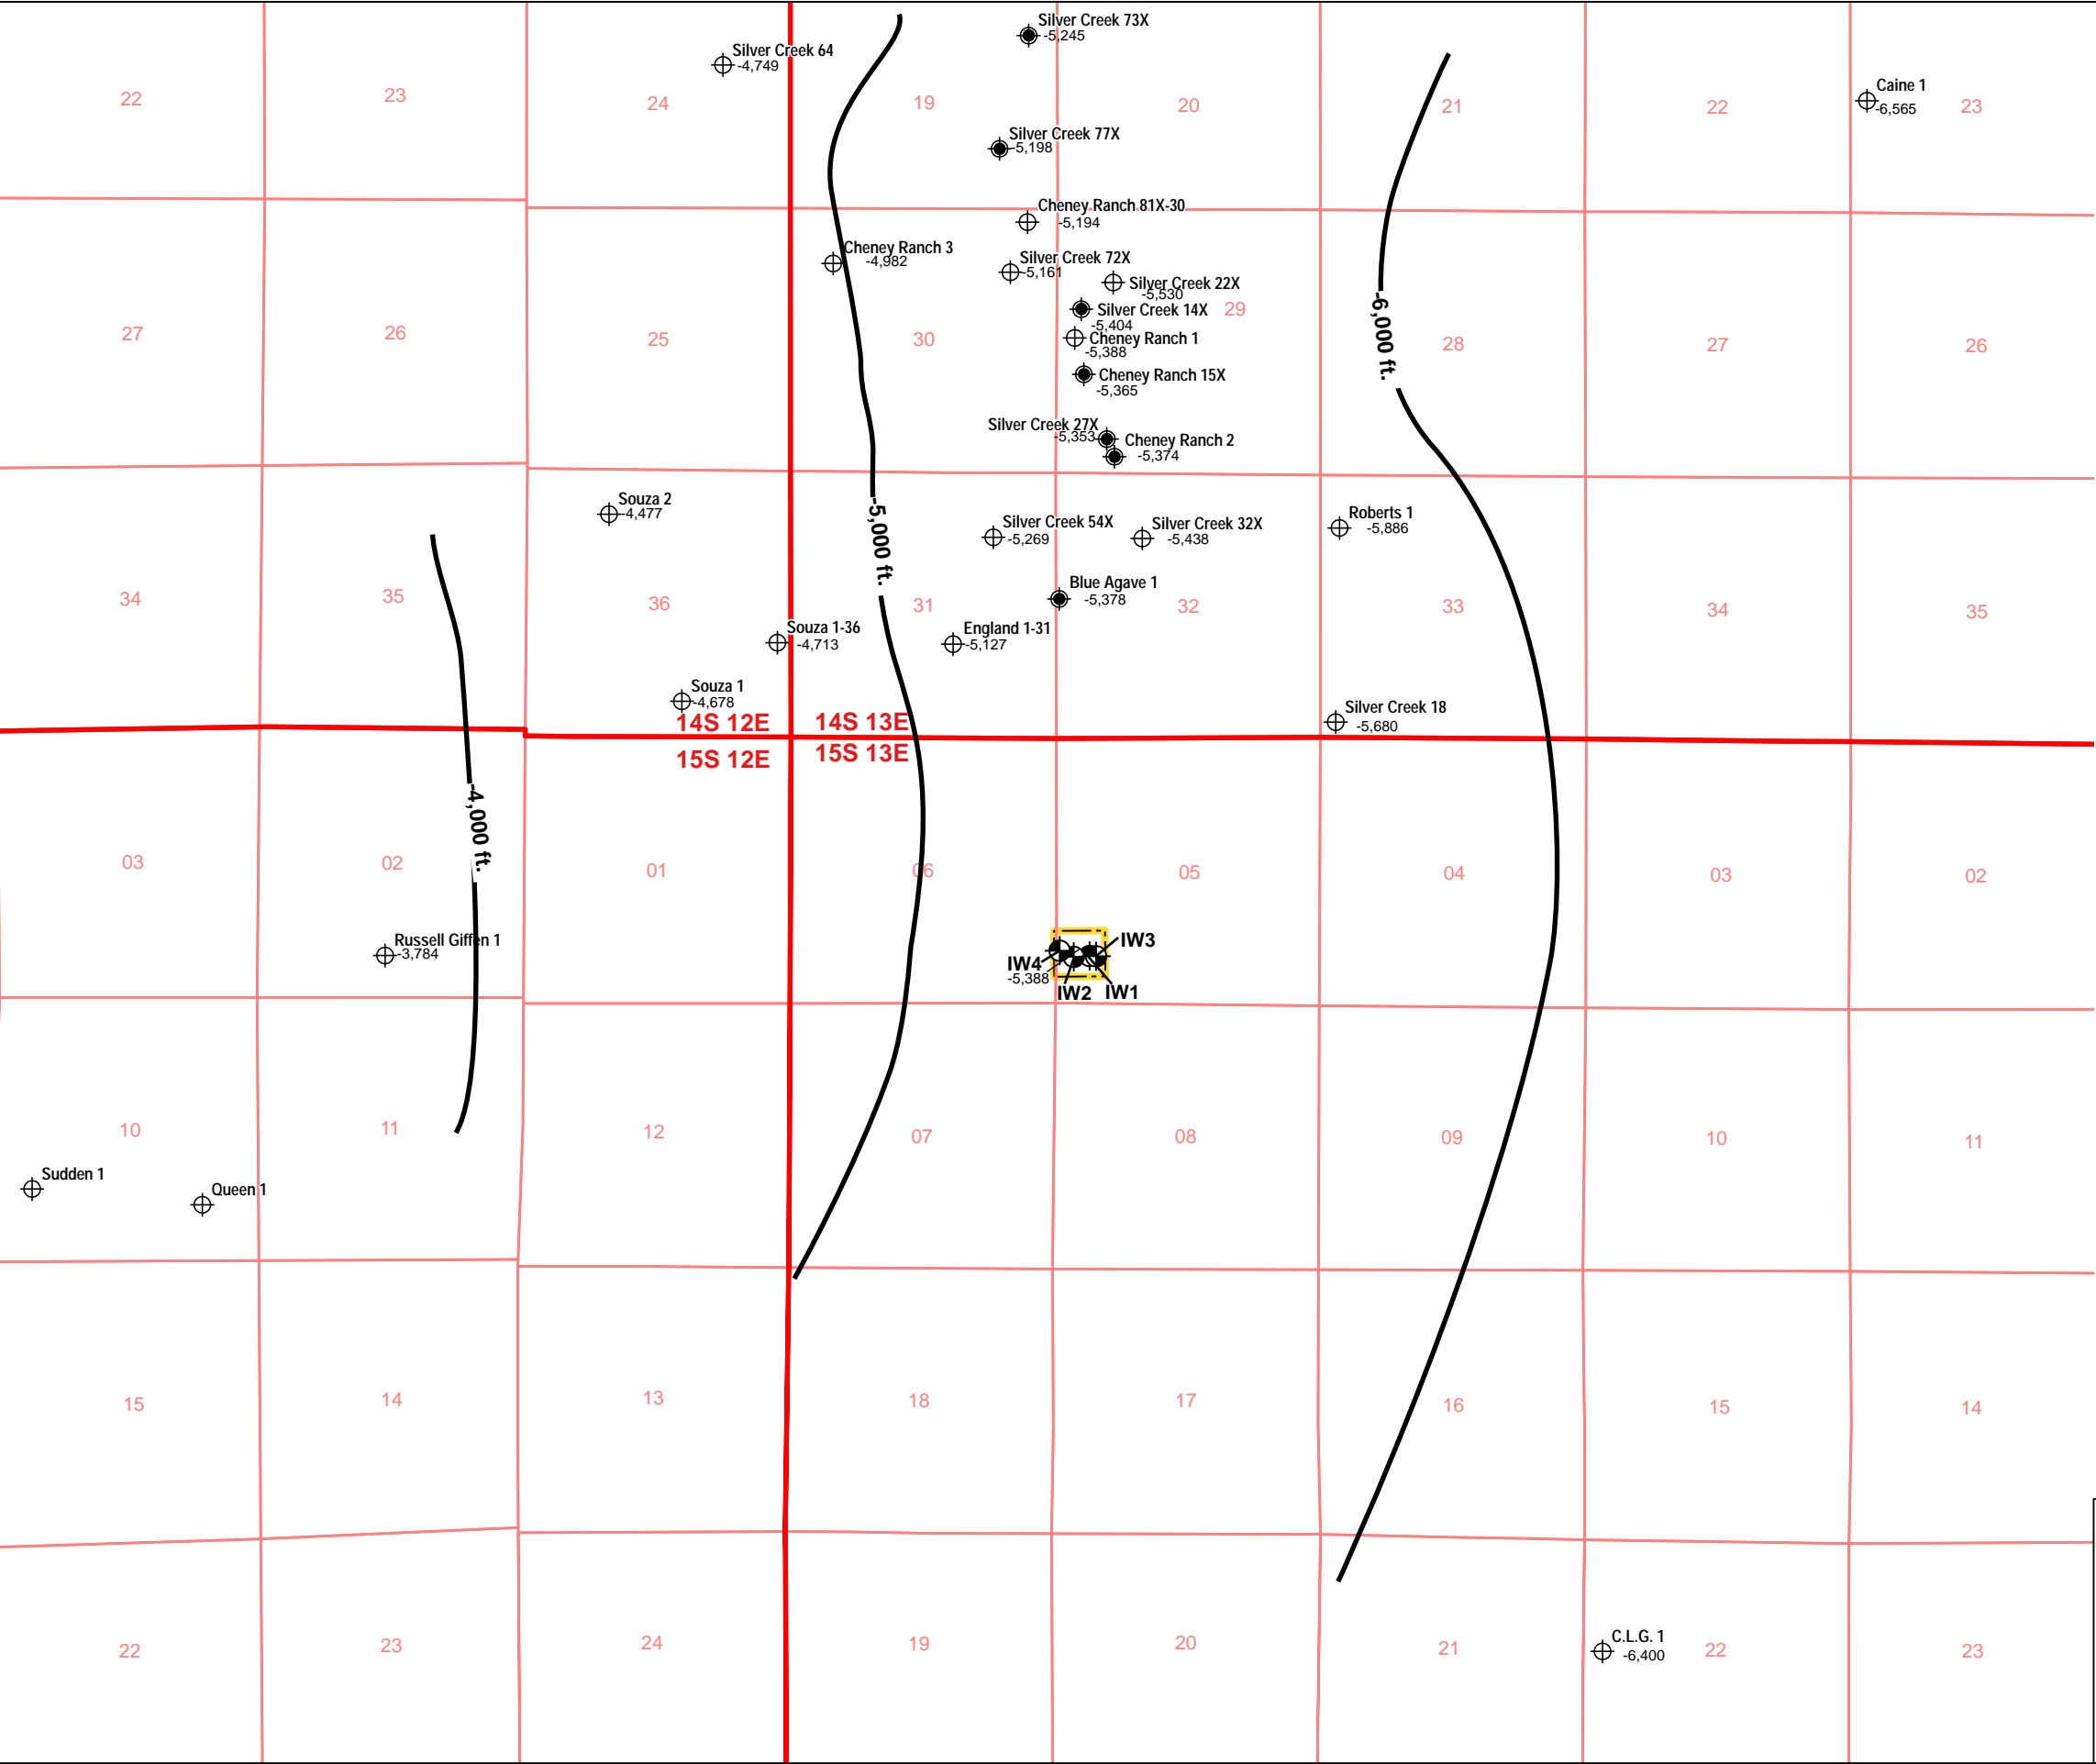 Silver Creek 73X
-5,245
Silver Creek 64
-4,749
Caine 1
-6,565
22
23
24
19
20
21
22
23
Silver Creek 77X
-5,198
Cheney Ranch 81X-30
-5,194
Cheney Ranch 3
-4,982
Silver Creek 72X
-5,161
Silver Creek 22X
-5,530
Silver Creek 14X
-5,404
Cheney Ranch 1
-5,388
27
26
25
30
29
28
27
26
-6,000 ft.
Cheney Ranch 15X
-5,365
Silver Creek 27X
-5,353
Cheney Ranch 2
-5,374
Souza 2
-4,477
-5,000 ft.
Silver Creek 54X
-5,269
Silver Creek 32X
-5,438
Roberts 1
-5,886
Blue Agave 1
-5,378
34
35
36
31
32
33
34
35
Souza 1-36
-4,713
England 1-31
-5,127
Souza 1
-4,678
Silver Creek 18
-5,680
14S 12E
14S 13E
15S 12E
15S 13E
-4,000 ft.
03
02
01
06
05
04
03
02
Russell Giffen 1
-3,784
IW3
IW4
-5,388
IW2
IW1
10
11
12
07
08
09
10
11
Sudden 1
Queen 1
15
14
13
18
17
16
15
14
C.L.G. 1
-6,400
22
23
24
19
20
21
22
23